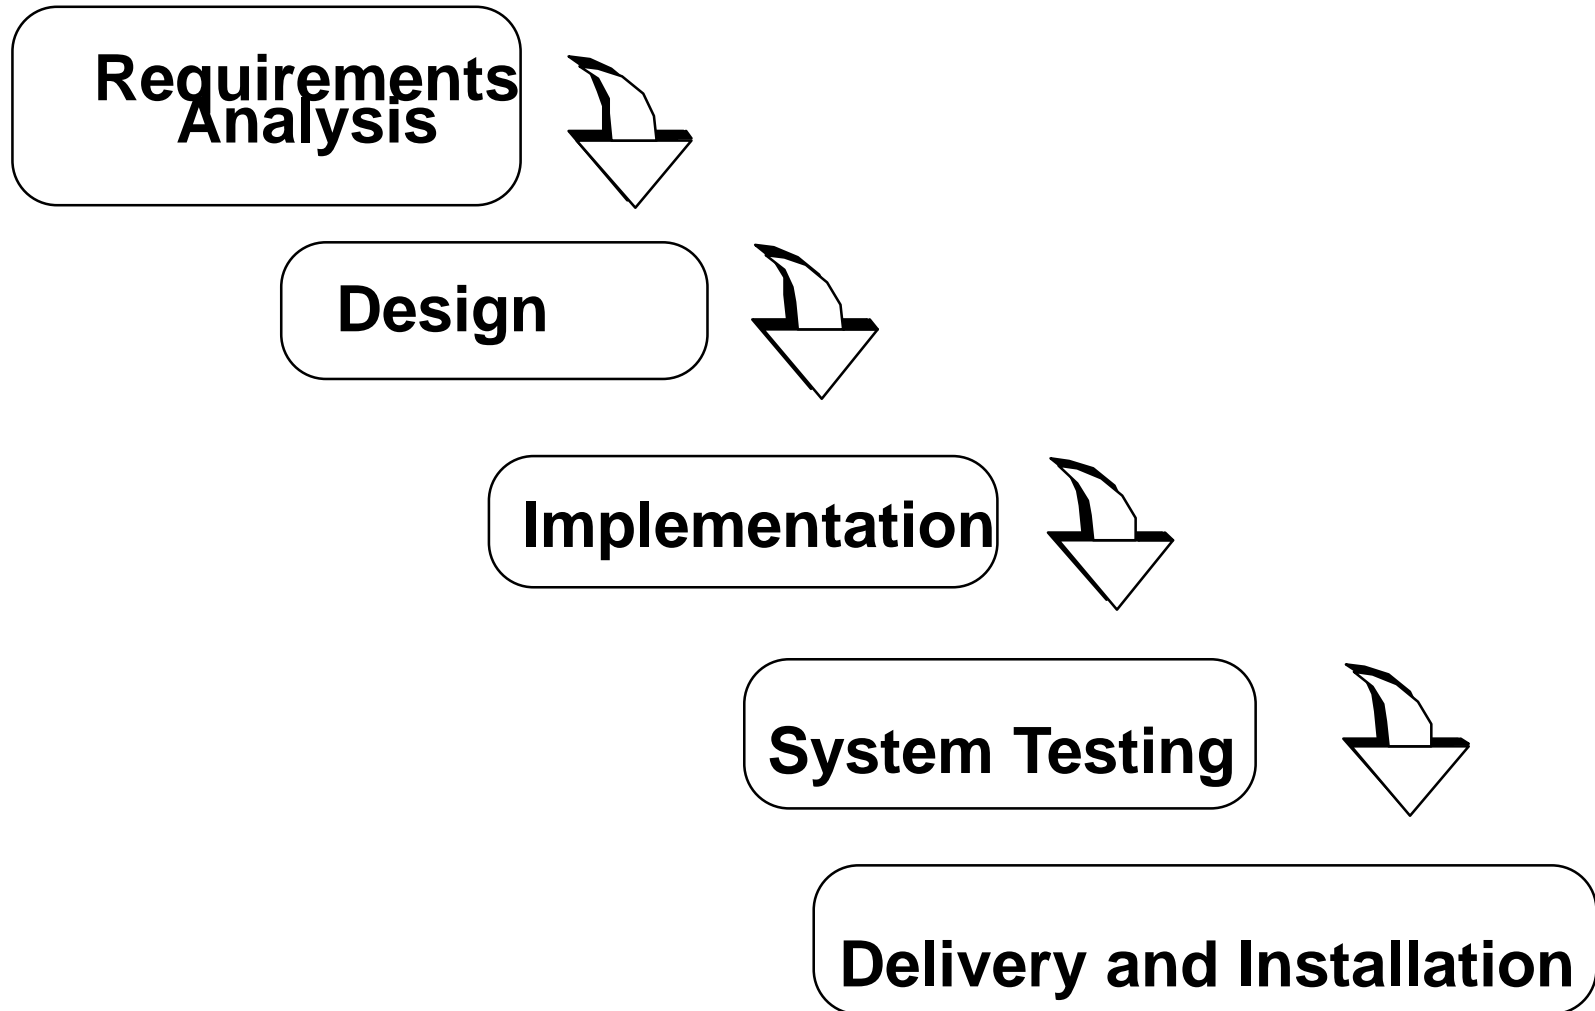 Requirements
Analysis
Design
Implementation
System Testing
Delivery and Installation